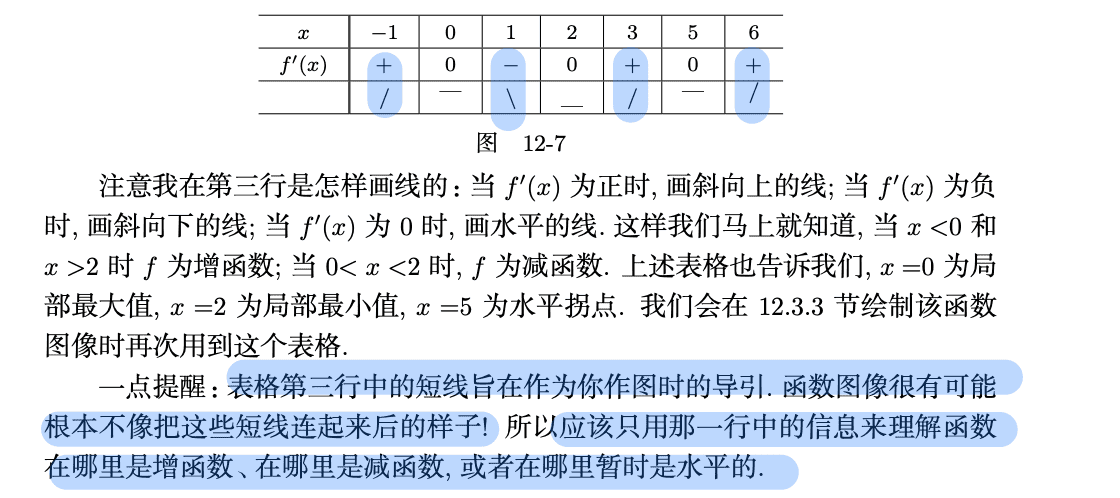 x −1 0 1 2 3 5 6
f′(x) + 0 − 0 + 0 +
/ — \ — / — /
图 12-7
注意我在第三行是怎样画线的: 当 f′(x) 为正时, 画斜向上的线; 当 f′(x) 为负
时, 画斜向下的线; 当 f′(x) 为 0 时, 画水平的线. 这样我们马上就知道, 当 x <0 和
x >2 时 f 为增函数; 当 0< x <2 时, f 为减函数. 上述表格也告诉我们, x =0 为局
部最大值, x =2 为局部最小值, x =5 为水平拐点. 我们会在 12.3.3 节绘制该函数
图像时再次用到这个表格.
一点提醒: 表格第三行中的短线旨在作为你作图时的导引. 函数图像很有可能
根本不像把这些短线连起来后的样子! 所以应该只用那一行中的信息来理解函数
在哪里是增函数、在哪里是减函数, 或者在哪里暂时是水平的.